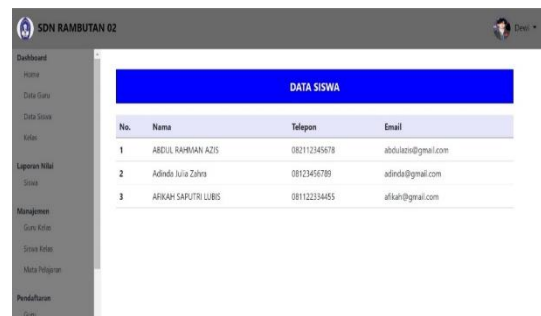 SDN RAMBUTAN 02
Dewi
Dashboard
Home
Data Guru
Data Siswa
Kelas
Laporan Nilai
Siswa
Manajemen
Guru Kelas
Siswa Kelas
Mata Pelajaran
Pendaftaran
Guru
DATA SISWA
No. Nama Telepon Email
1 ABDUL RAHMAN AZIS 082112345678 abdulazis@gmail.com
2 Adinda Julia Zahra 08123456789 adinda@gmail.com
3 AFIKAH SAPUTRI LUBIS 081122334455 afikah@gmail.com